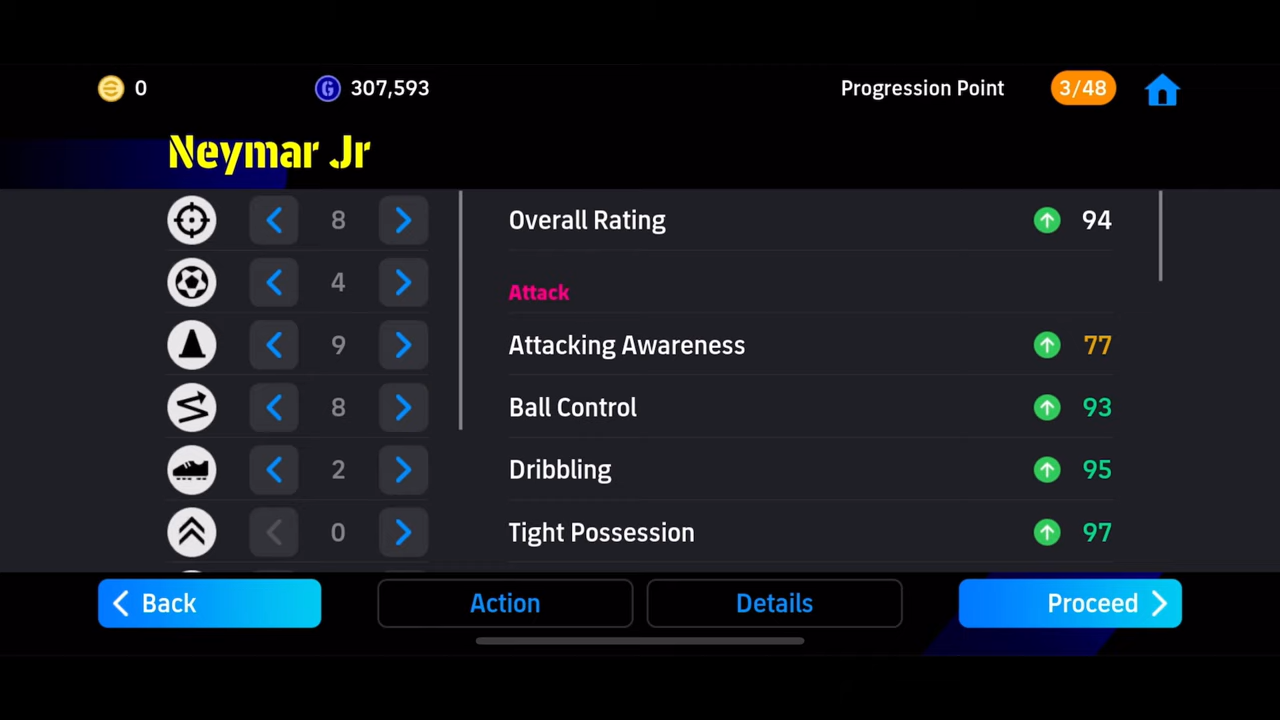 0 307,593 Progression Point 3/48
Neymar Jr
8 Overall Rating 94
4 Attack
9 Attacking Awareness 77
8 Ball Control 93
2 Dribbling 95
0 Tight Possession 97
Back Action Details Proceed